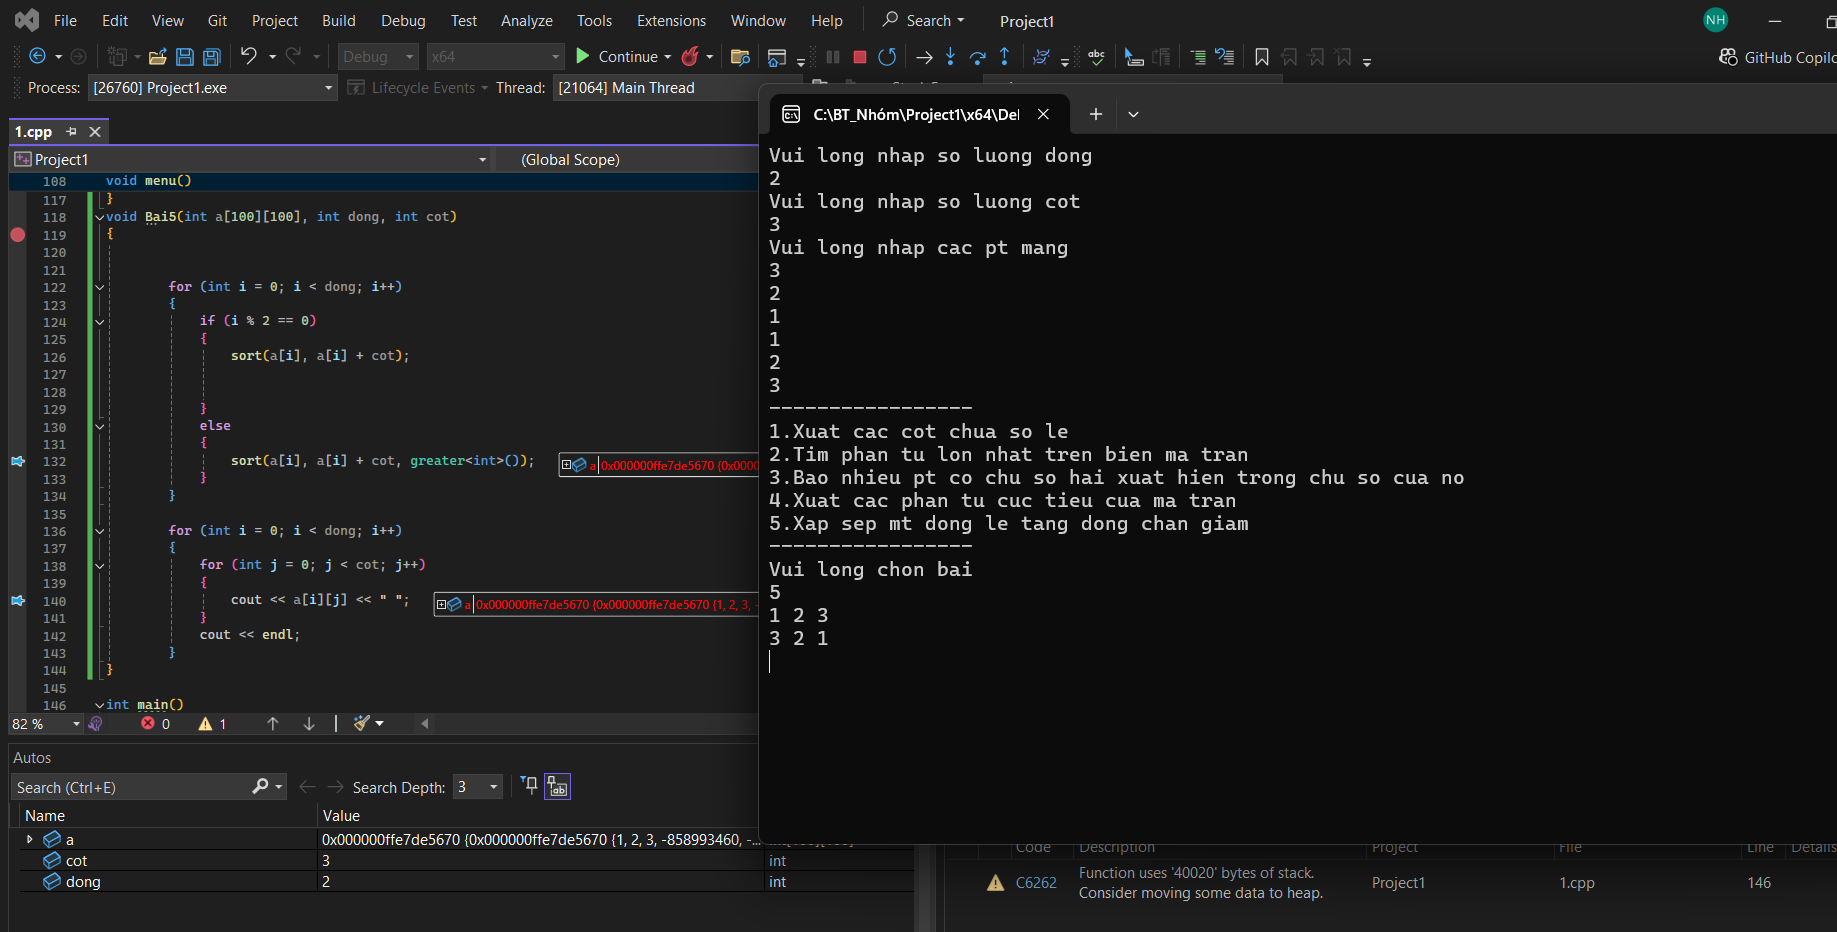 File Edit View Git Project Build Debug Test Analyze Tools Extensions Window Help Search Project1 NH
Debug x64 Continue abc GitHub Copilo
Process: [26760] Project1.exe Lifecycle Events Thread: [21064] Main Thread
1.cpp
Project1 (Global Scope)
108 void menu()
117 }
118 void Bai5(int a[100][100], int dong, int cot)
119 {
120
121
122 for (int i = 0; i < dong; i++)
123 {
124 if (i % 2 == 0)
125 {
126 sort(a[i], a[i] + cot);
127
128
129 }
130 else
131 {
132 sort(a[i], a[i] + cot, greater<int>()); a 0x000000ffe7de5670 {0x0000
133 }
134 }
135
136 for (int i = 0; i < dong; i++)
137 {
138 for (int j = 0; j < cot; j++)
139 {
140 cout << a[i][j] << " "; a 0x000000ffe7de5670 {0x000000ffe7de5670 {1, 2, 3, -
141 }
142 cout << endl;
143 }
144 }
145
146 int main()
82 % 0 1
Autos
Search (Ctrl+E) Search Depth: 3
Name Value
a 0x000000ffe7de5670 {0x000000ffe7de5670 {1, 2, 3, -858993460, -...
cot 3 int
dong 2 int
C:\BT_Nhóm\Project1\x64\Del
Vui long nhap so luong dong
2
Vui long nhap so luong cot
3
Vui long nhap cac pt mang
3
2
1
1
2
3
-----------------
1.Xuat cac cot chua so le
2.Tim phan tu lon nhat tren bien ma tran
3.Bao nhieu pt co chu so hai xuat hien trong chu so cua no
4.Xuat cac phan tu cuc tieu cua ma tran
5.Xap sep mt dong le tang dong chan giam
-----------------
Vui long chon bai
5
1 2 3
3 2 1
Code Description Project File Line Details
C6262 Function uses '40020' bytes of stack. Project1 1.cpp 146
Consider moving some data to heap.